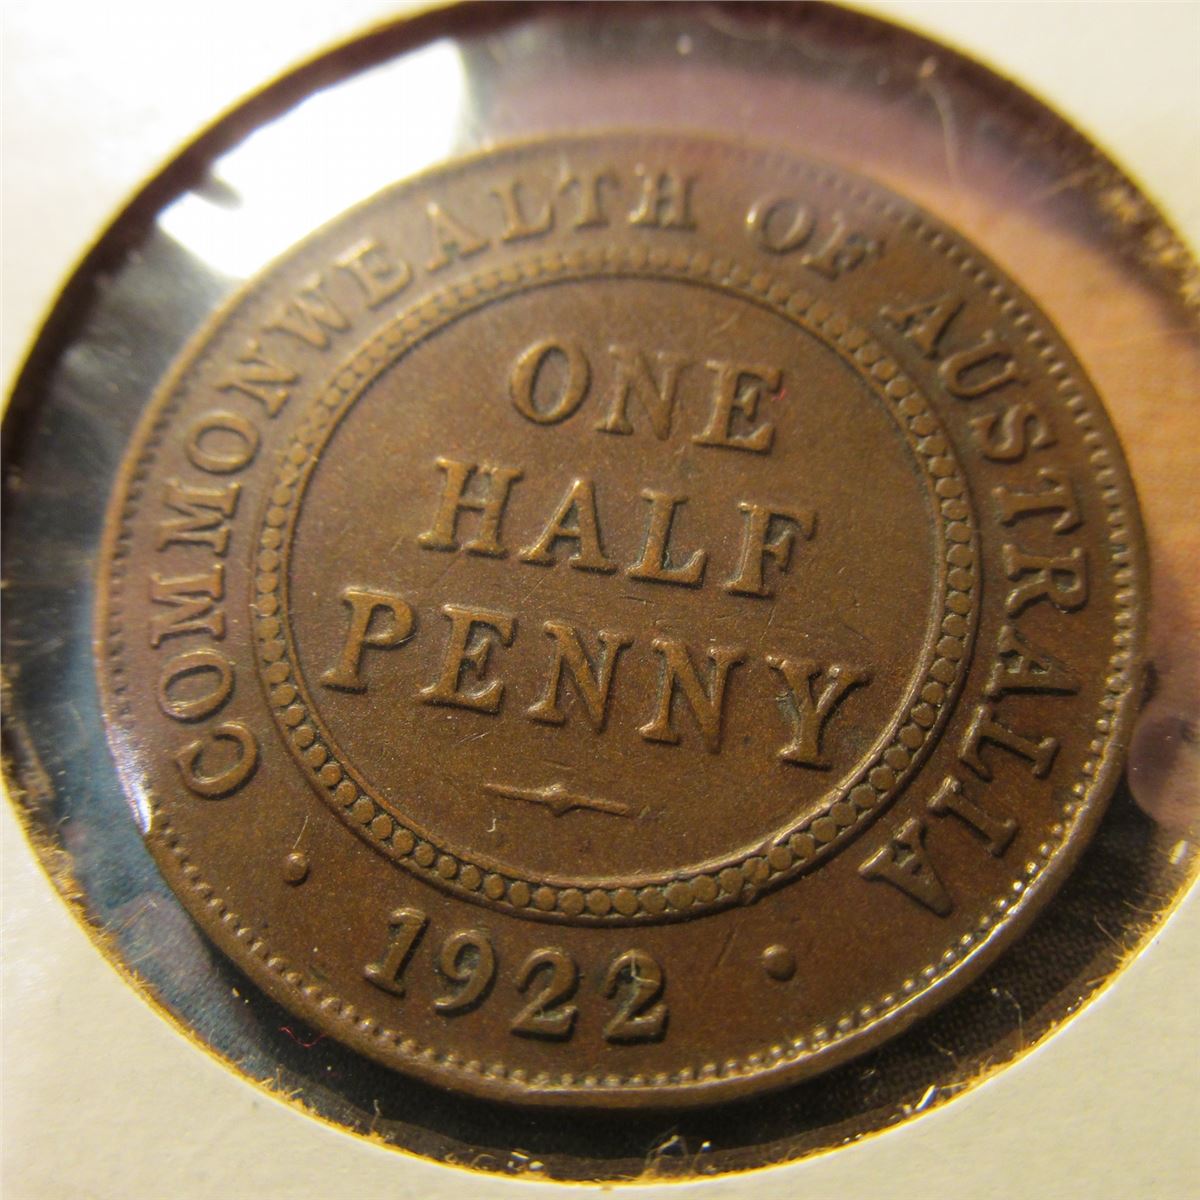 COMMONWEALTH OF AUSTRALIA
ONE
HALF
PENNY
· 1922 ·